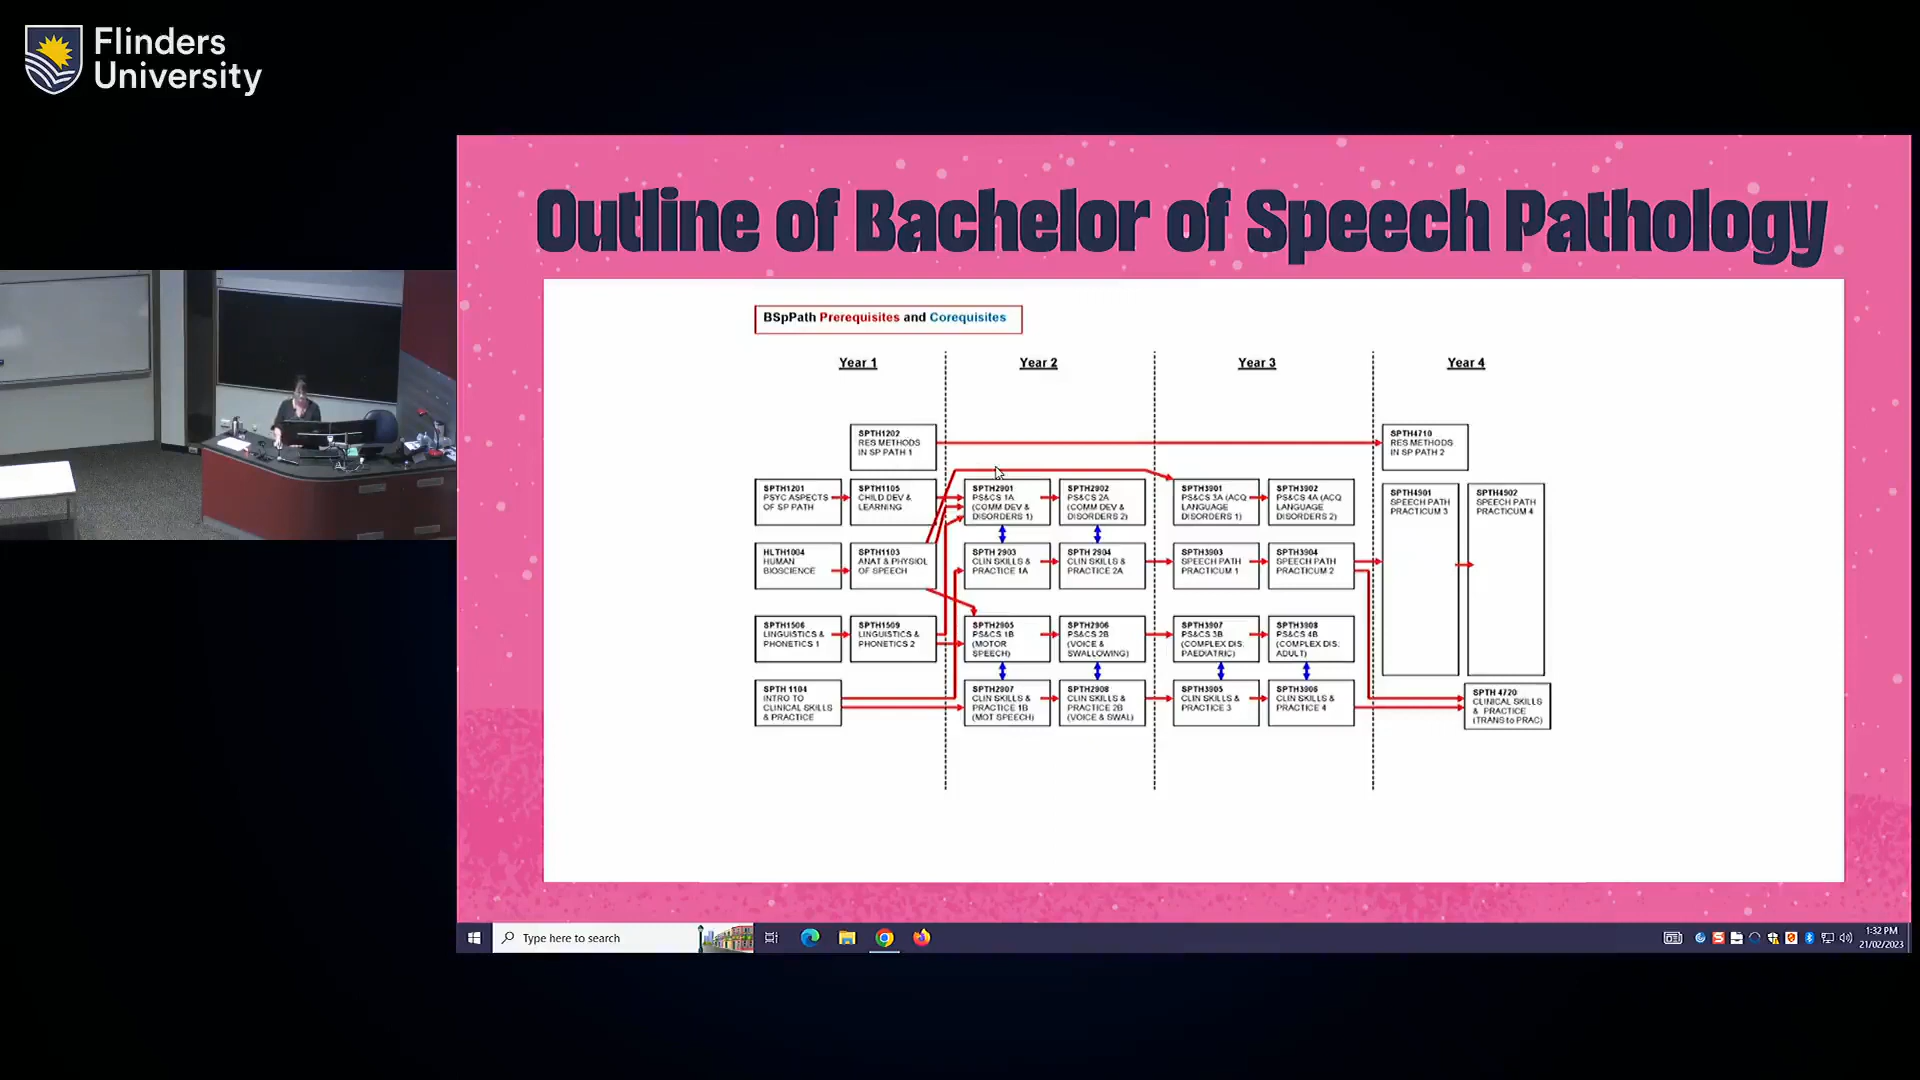 Flinders
University
Outline of Bachelor of Speech Pathology
BSpPath Prerequisites and Corequisites
Year 1
Year 2
Year 3
Year 4
SPTH1202
RES METHODS
IN SP PATH 1
SPTH4710
RES METHODS
IN SP PATH 2
SPTH1201
PSYC ASPECTS
OF SP PATH
SPTH1105
CHILD DEV &
LEARNING
SPTH2901
PS&CS 1A
(COMM DEV &
DISORDERS 1)
SPTH2902
PS&CS 2A
(COMM DEV &
DISORDERS 2)
SPTH3901
PS&CS 3A (ACQ
LANGUAGE
DISORDERS 1)
SPTH3902
PS&CS 4A (ACQ
LANGUAGE
DISORDERS 2)
SPTH4901
SPEECH PATH
PRACTICUM 3
SPTH4902
SPEECH PATH
PRACTICUM 4
HLTH1004
HUMAN
BIOSCIENCE
SPTH1103
ANAT & PHYSIOL
OF SPEECH
SPTH 2903
CLIN SKILLS &
PRACTICE 1A
SPTH 2904
CLIN SKILLS &
PRACTICE 2A
SPTH3903
SPEECH PATH
PRACTICUM 1
SPTH3904
SPEECH PATH
PRACTICUM 2
SPTH1506
LINGUISTICS &
PHONETICS 1
SPTH1509
LINGUISTICS &
PHONETICS 2
SPTH2905
PS&CS 1B
(MOTOR
SPEECH)
SPTH2906
PS&CS 2B
(VOICE &
SWALLOWING)
SPTH3907
PS&CS 3B
(COMPLEX DIS:
PAEDIATRIC)
SPTH3908
PS&CS 4B
(COMPLEX DIS:
ADULT)
SPTH 1104
INTRO TO
CLINICAL SKILLS
& PRACTICE
SPTH2907
CLIN SKILLS &
PRACTICE 1B
(MOT SPEECH)
SPTH2908
CLIN SKILLS &
PRACTICE 2B
(VOICE & SWAL)
SPTH3905
CLIN SKILLS &
PRACTICE 3
SPTH3906
CLIN SKILLS &
PRACTICE 4
SPTH 4720
CLINICAL SKILLS
& PRACTICE
(TRANS to PRAC)
Type here to search
1:32 PM
21/02/2023